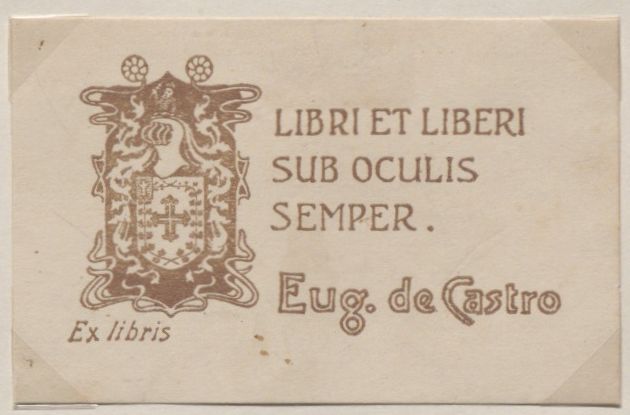 LIBRI ET LIBERI
SUB OCULIS
SEMPER.
Eug. de Castro
Ex libris